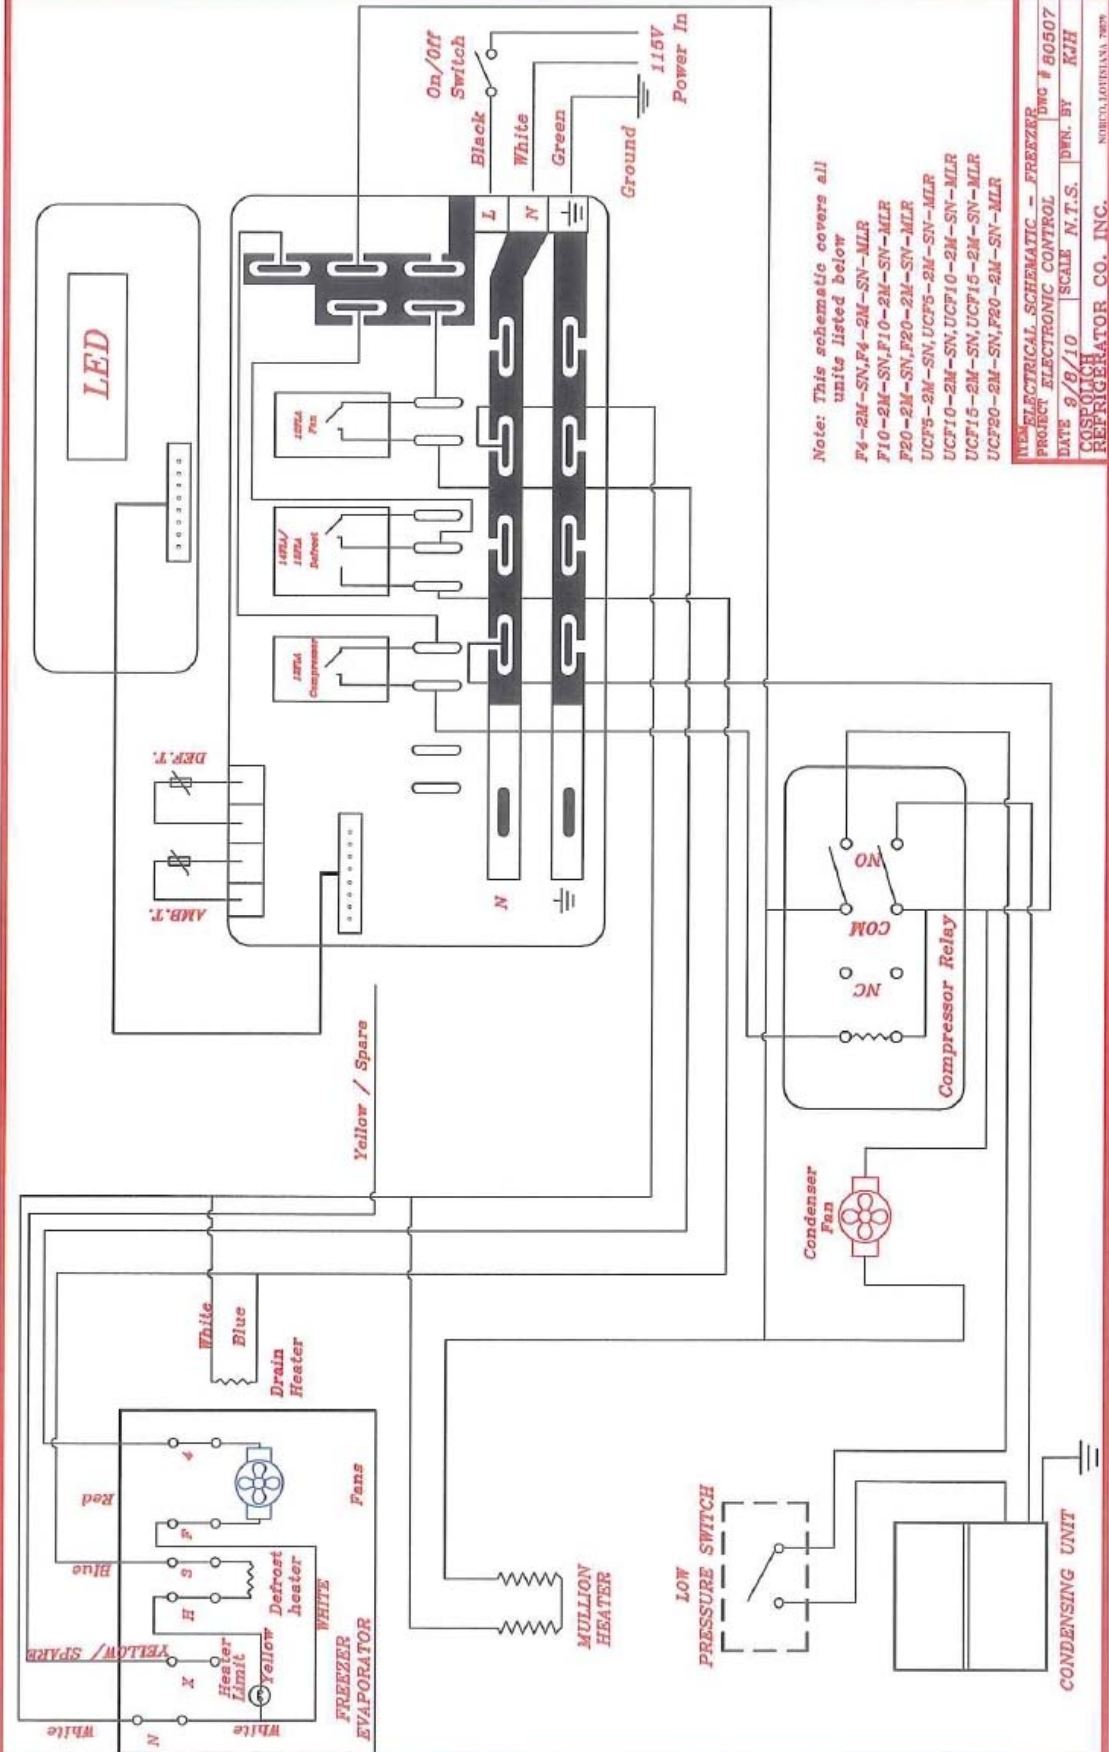 LED
On/Off
Switch
Black
White
Green
Ground
115V
Power In
L
N
12FLA
Fan
14FLA/
12FLA
Defrost
12FLA
Compressor
DEF.T.
AMB.T.
N
Yellow / Spare
Note: This schematic covers all
units listed below
F4-2M-SN,F4-2M-SN-MLR
F10-2M-SN,F10-2M-SN-MLR
F20-2M-SN,F20-2M-SN-MLR
UCF5-2M-SN,UCF5-2M-SN-MLR
UCF10-2M-SN,UCF10-2M-SN-MLR
UCF15-2M-SN,UCF15-2M-SN-MLR
UCF20-2M-SN,F20-2M-SN-MLR
ITEM ELECTRICAL SCHEMATIC - FREEZER
PROJECT ELECTRONIC CONTROL DWG # 80507
DATE 9/8/10 SCALE N.T.S. DWN. BY KJH
COSPOLICH
REFRIGERATOR CO. INC. NORCO, LOUISIANA
NO
COM
NC
Compressor Relay
Condenser
Fan
White
Blue
Drain
Heater
Red
4
Fans
F
Blue
S
H
Defrost
heater
WHITE
YELLOW/ SPARE
X
Heater
Limit
Yellow
White
N
White
FREEZER
EVAPORATOR
MULLION
HEATER
LOW
PRESSURE SWITCH
CONDENSING UNIT